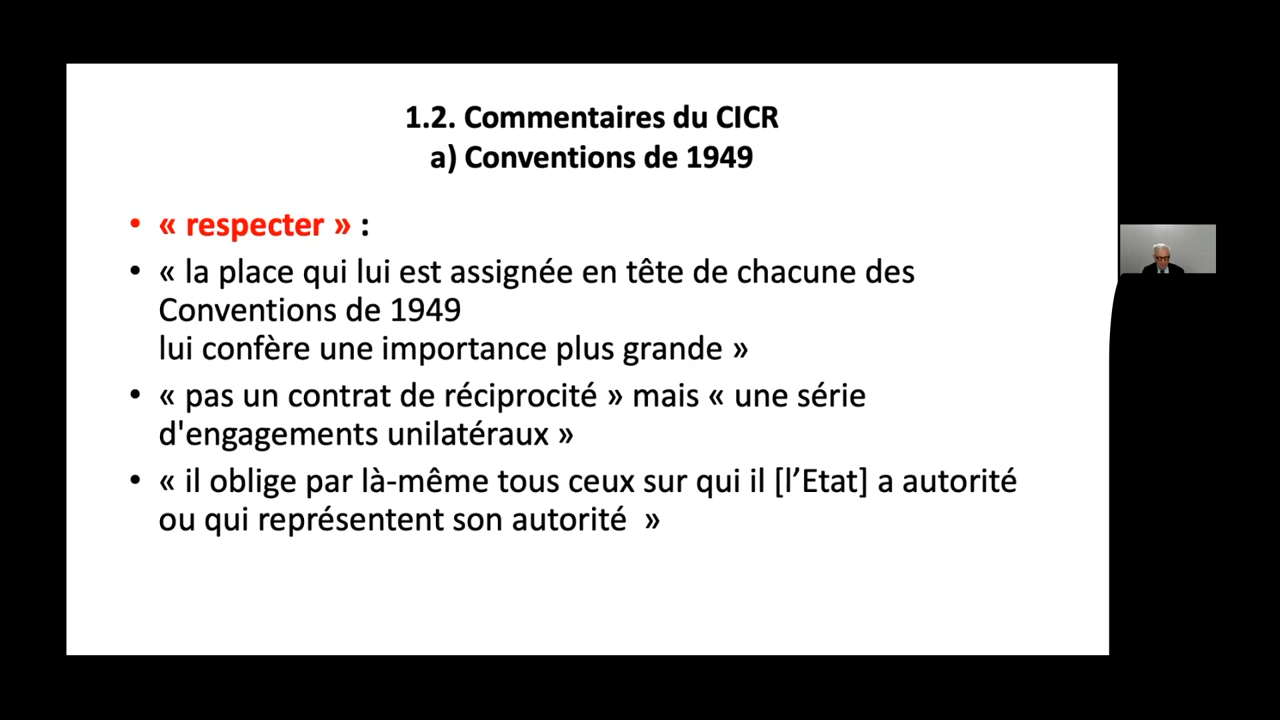 1.2. Commentaires du CICR
a) Conventions de 1949
• « respecter » :
• « la place qui lui est assignée en tête de chacune des
Conventions de 1949
lui confère une importance plus grande »
• « pas un contrat de réciprocité » mais « une série
d'engagements unilatéraux »
• « il oblige par là-même tous ceux sur qui il [l’Etat] a autorité
ou qui représentent son autorité  »